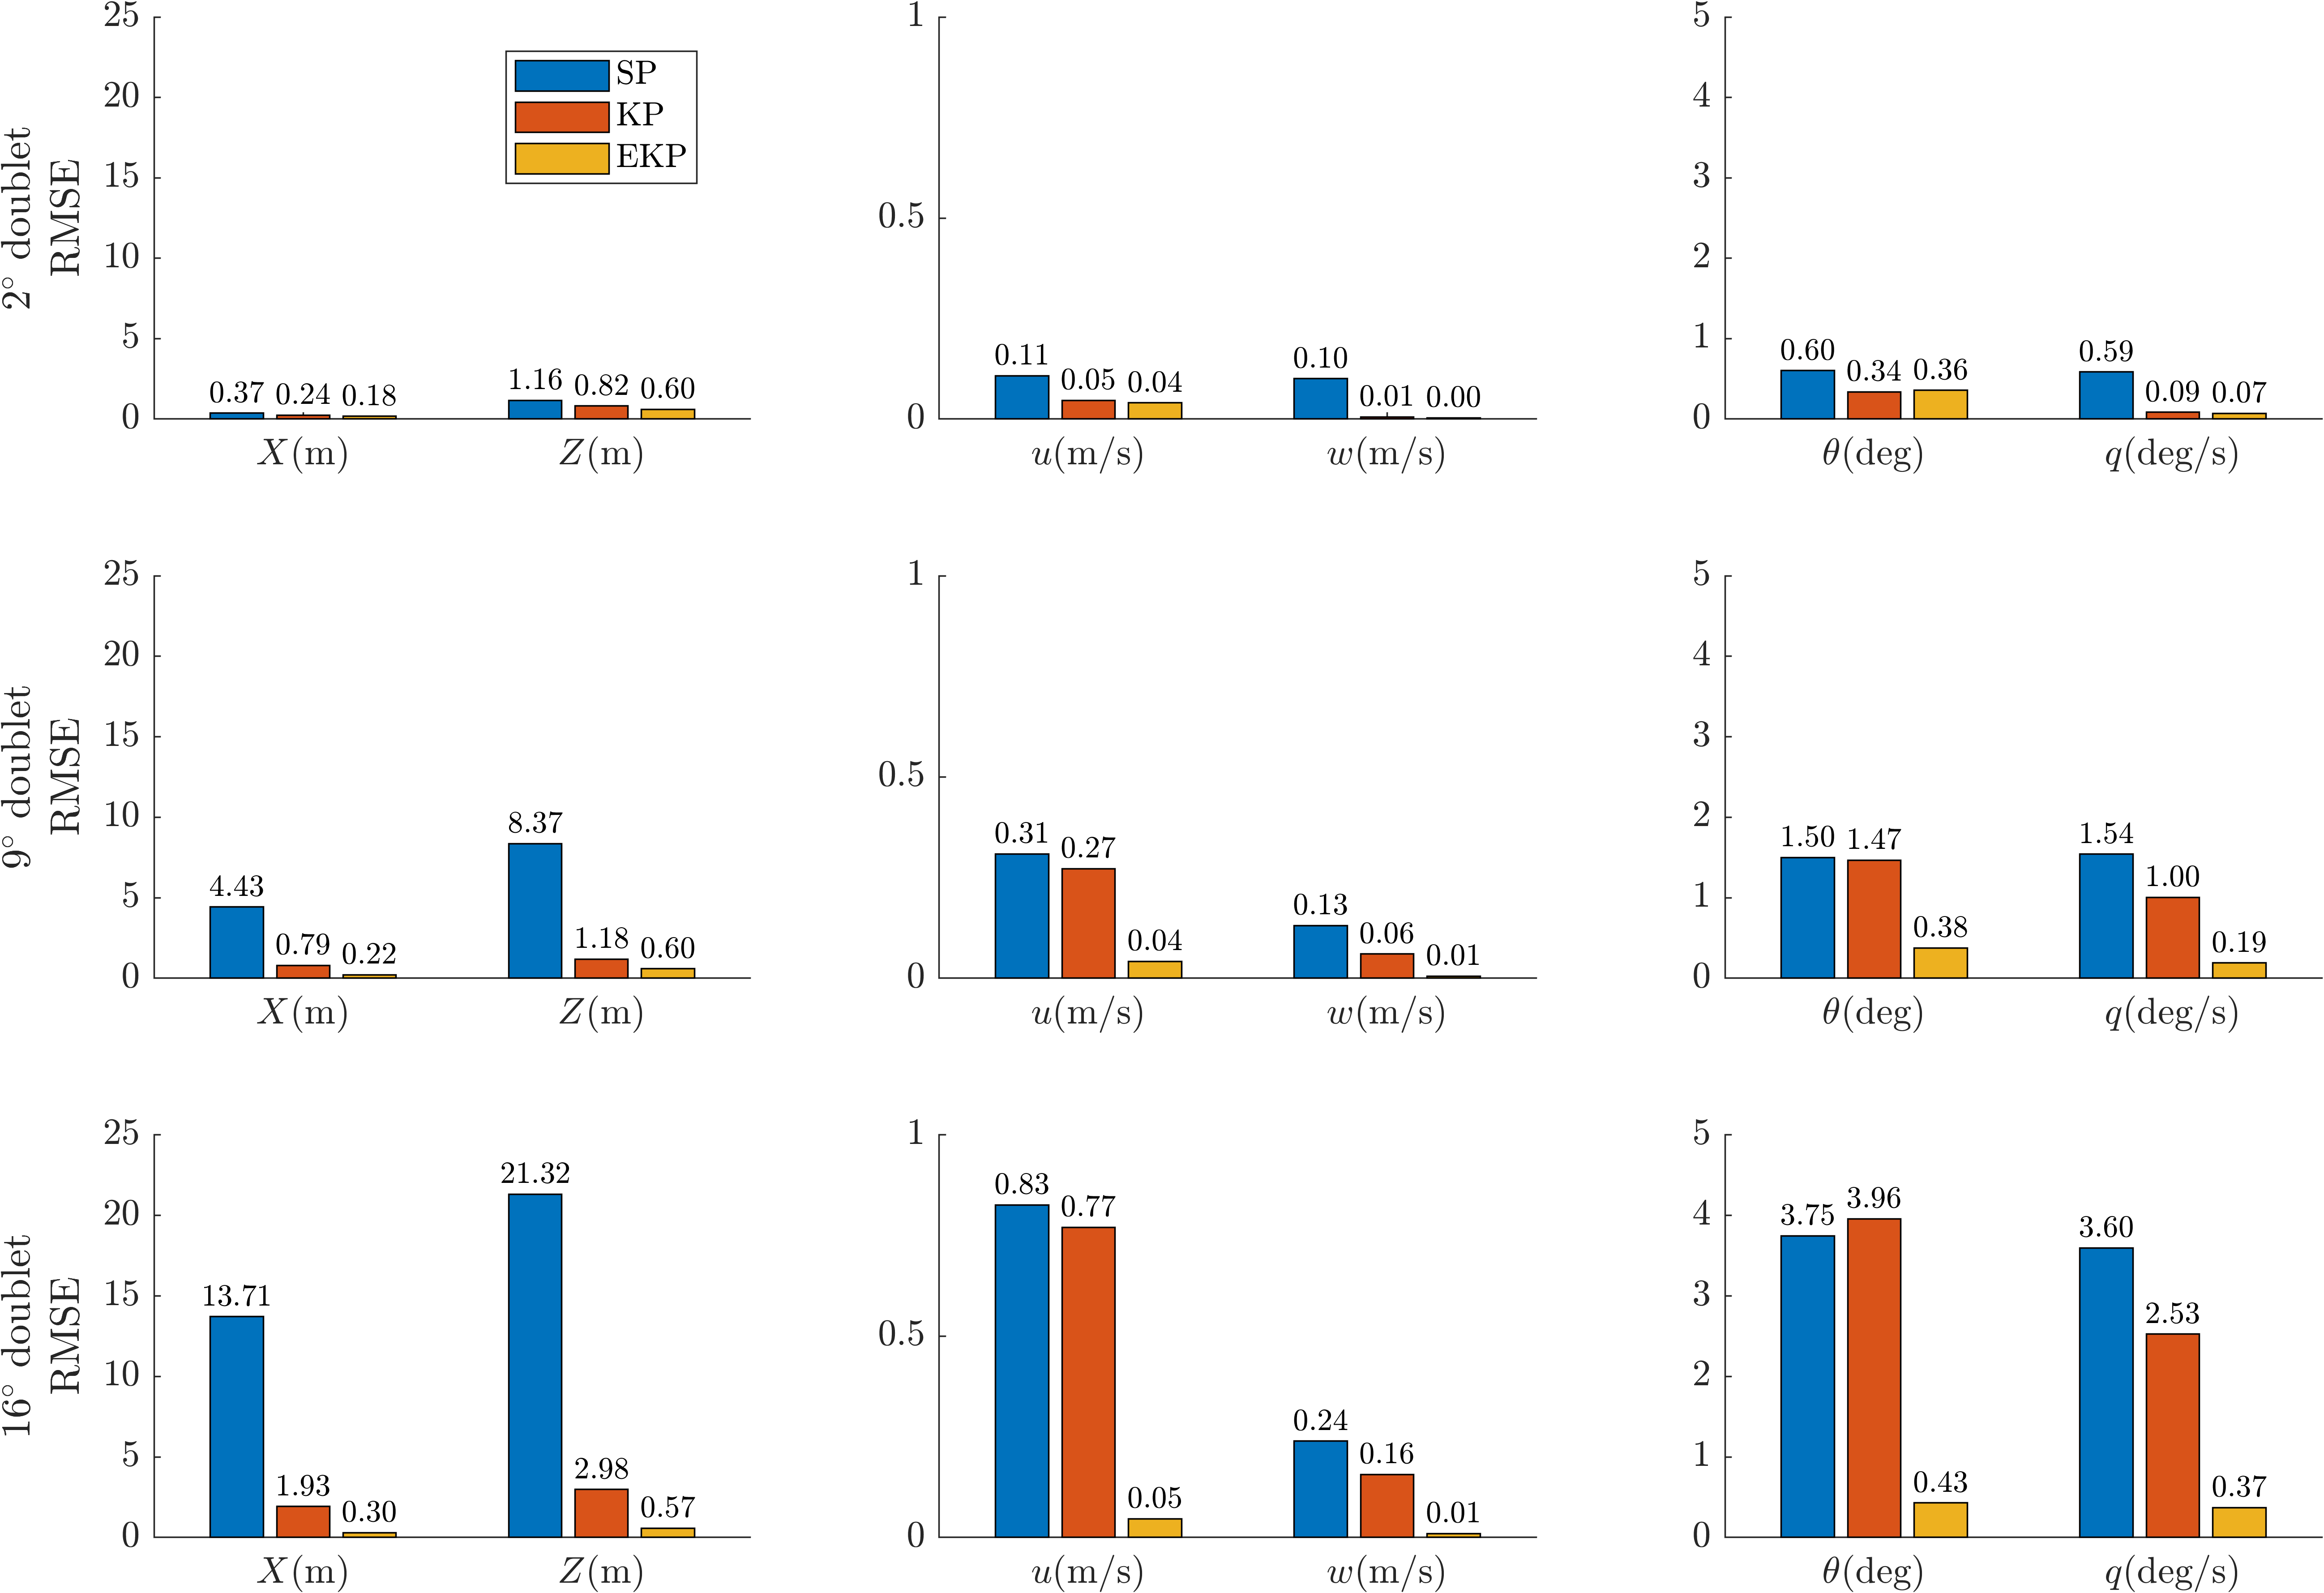 2° doublet
RMSE
25
20
15
10
5
0
SP
KP
EKP
0.37 0.24 0.18
1.16 0.82 0.60
X(m) Z(m)
1
0.5
0
0.11 0.05 0.04
0.10 0.01 0.00
u(m/s) w(m/s)
5
4
3
2
1
0
0.60 0.34 0.36
0.59 0.09 0.07
θ(deg) q(deg/s)
9° doublet
RMSE
25
20
15
10
5
0
4.43 0.79 0.22
8.37 1.18 0.60
X(m) Z(m)
1
0.5
0
0.31 0.27 0.04
0.13 0.06 0.01
u(m/s) w(m/s)
5
4
3
2
1
0
1.50 1.47 0.38
1.54 1.00 0.19
θ(deg) q(deg/s)
16° doublet
RMSE
25
20
15
10
5
0
13.71 1.93 0.30
21.32 2.98 0.57
X(m) Z(m)
1
0.5
0
0.83 0.77 0.05
0.24 0.16 0.01
u(m/s) w(m/s)
5
4
3
2
1
0
3.75 3.96 0.43
3.60 2.53 0.37
θ(deg) q(deg/s)